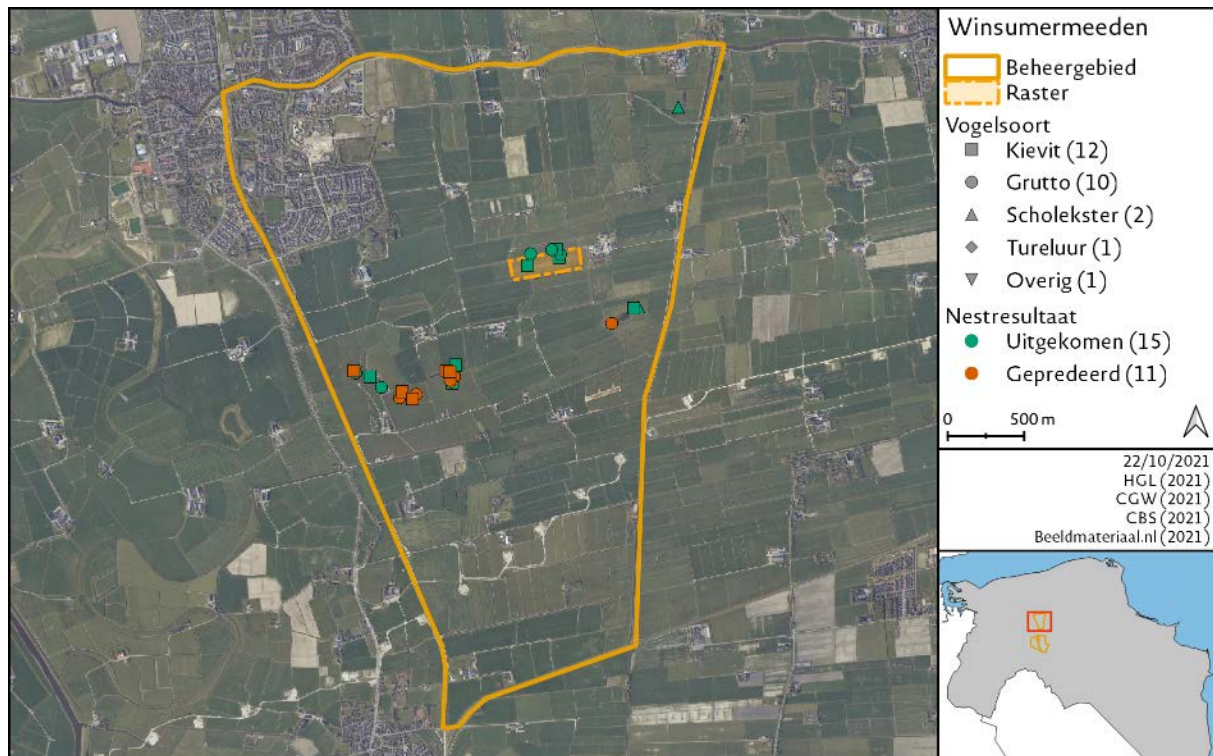 Winsumermeeden
Beheergebied
Raster
Vogelsoort
Kievit (12)
Grutto (10)
Scholekster (2)
Tureluur (1)
Overig (1)
Nestresultaat
Uitgekomen (15)
Gepredeerd (11)
0 500 m
22/10/2021
HGL (2021)
CGW (2021)
CBS (2021)
Beeldmateriaal.nl (2021)